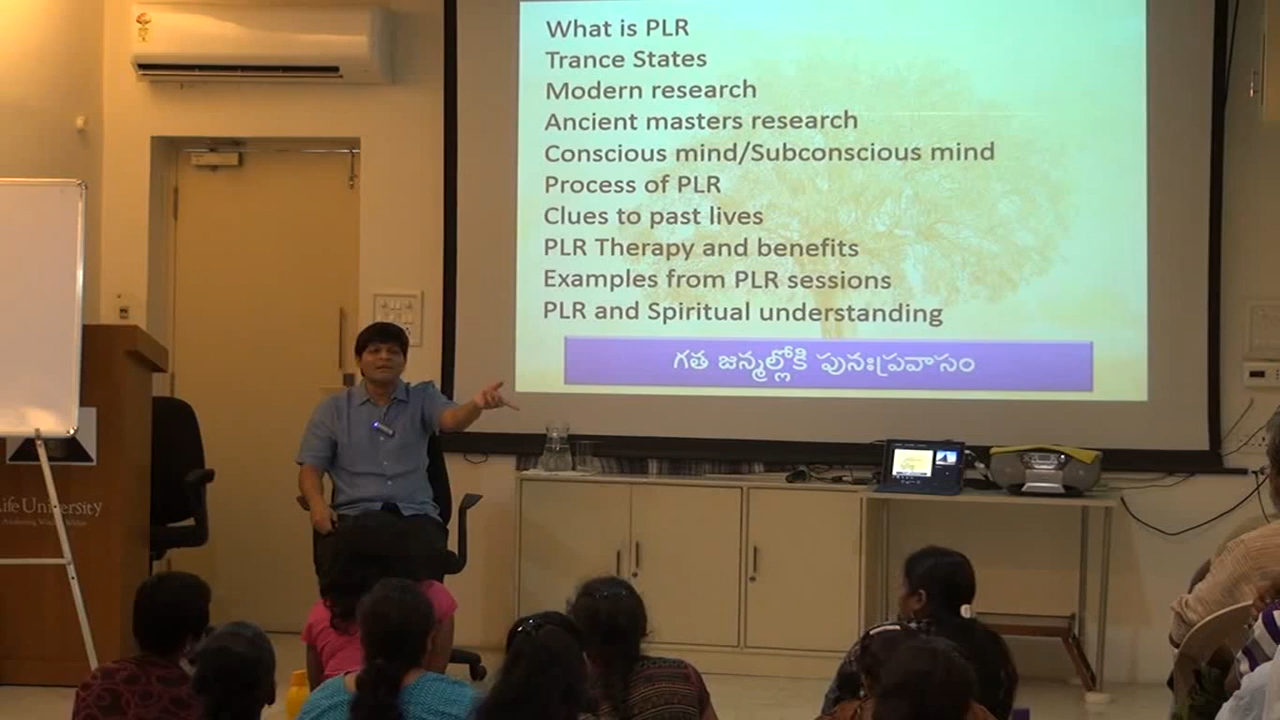 What is PLR
Trance States
Modern research
Ancient masters research
Conscious mind/Subconscious mind
Process of PLR
Clues to past lives
PLR Therapy and benefits
Examples from PLR sessions
PLR and Spiritual understanding
గత జన్మల్లోకి పునఃప్రవాసం
Life University